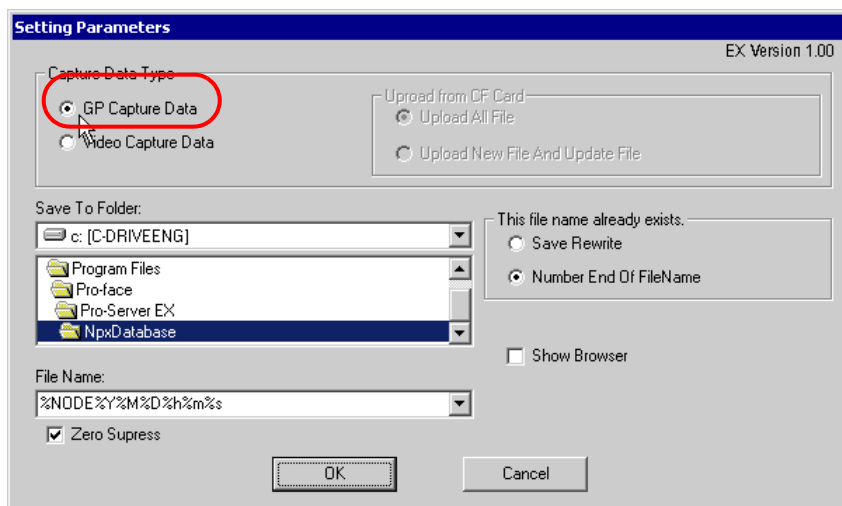 Setting Parameters
EX Version 1.00
Capture Data Type
GP Capture Data
Video Capture Data
Uproad from CF Card
Upload All File
Upload New File And Update File
Save To Folder:
c: [C-DRIVEENG]
Program Files
Pro-face
Pro-Server EX
NpxDatabase
This file name already exists.
Save Rewrite
Number End Of FileName
Show Browser
File Name:
%NODE%Y%M%D%h%m%s
Zero Supress
OK
Cancel